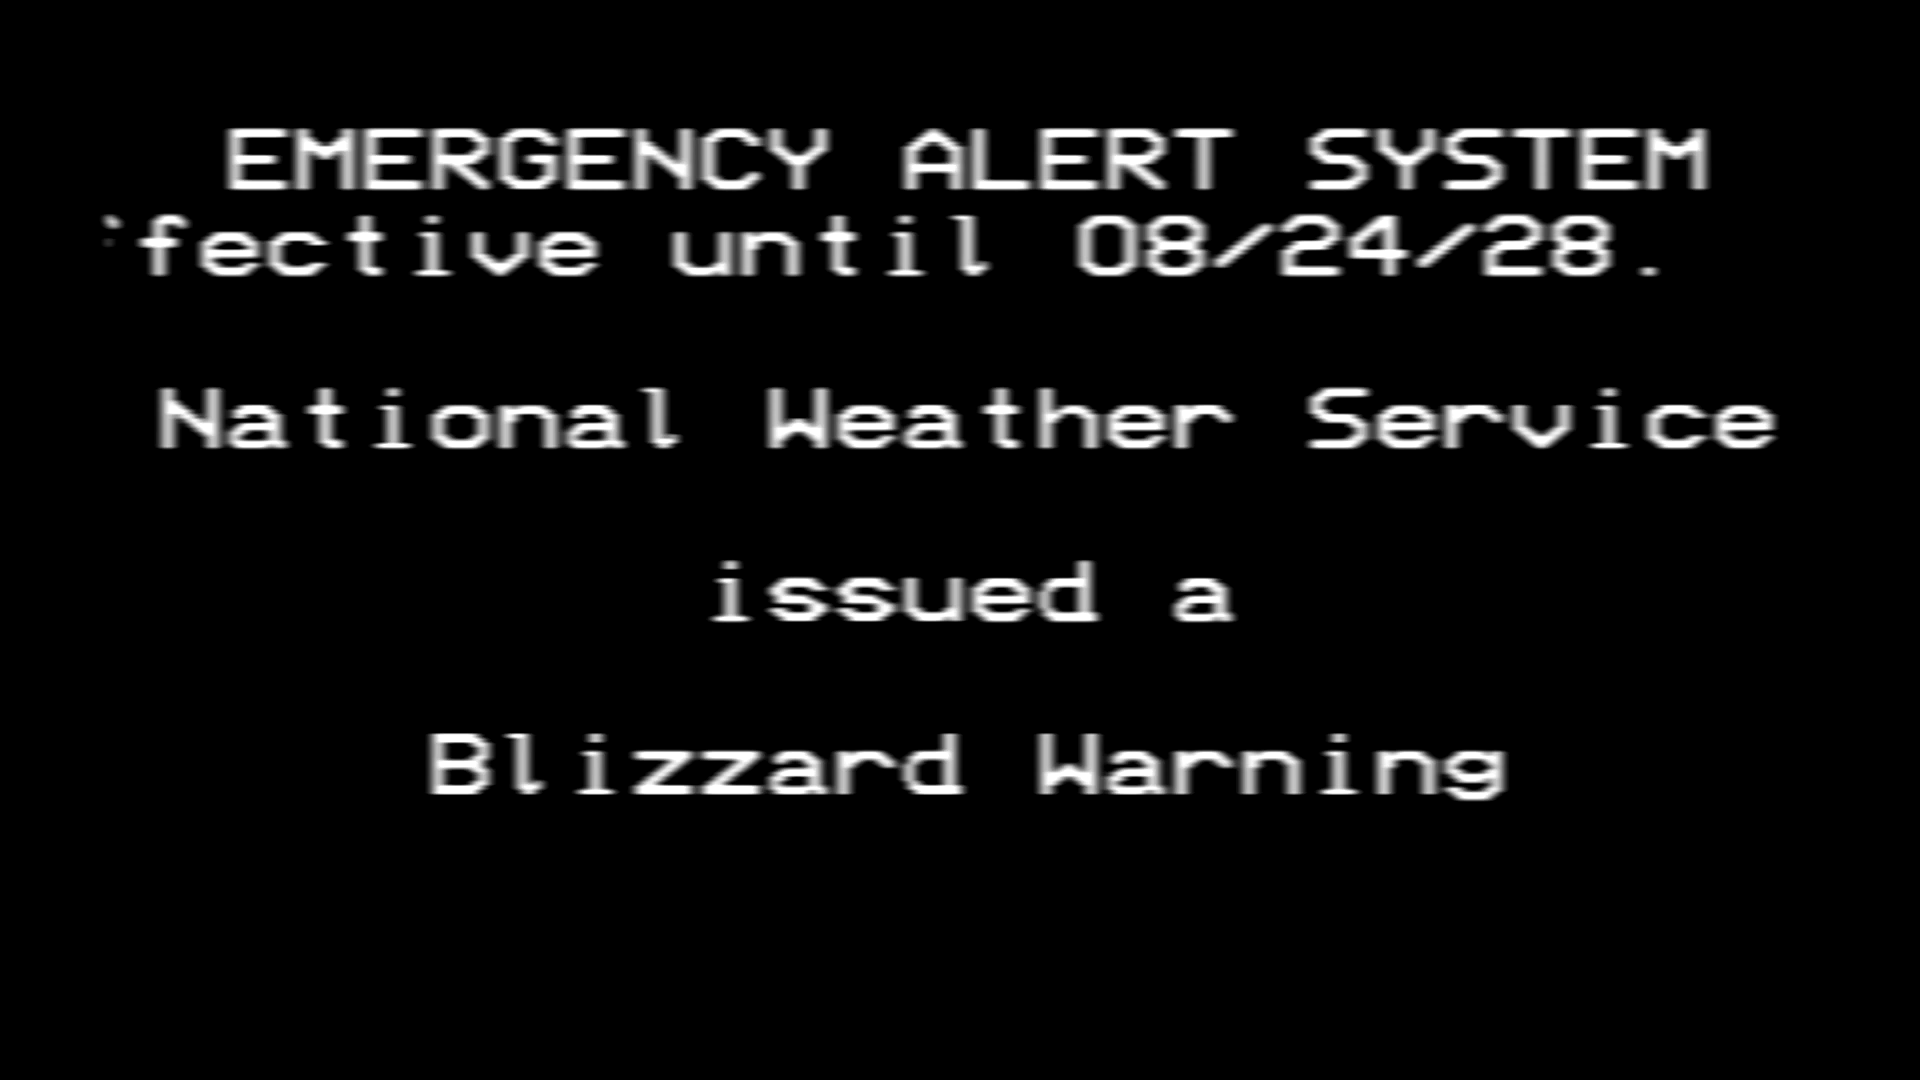 EMERGENCY ALERT SYSTEM
fective until 08/24/28.
National Weather Service
issued a
Blizzard Warning